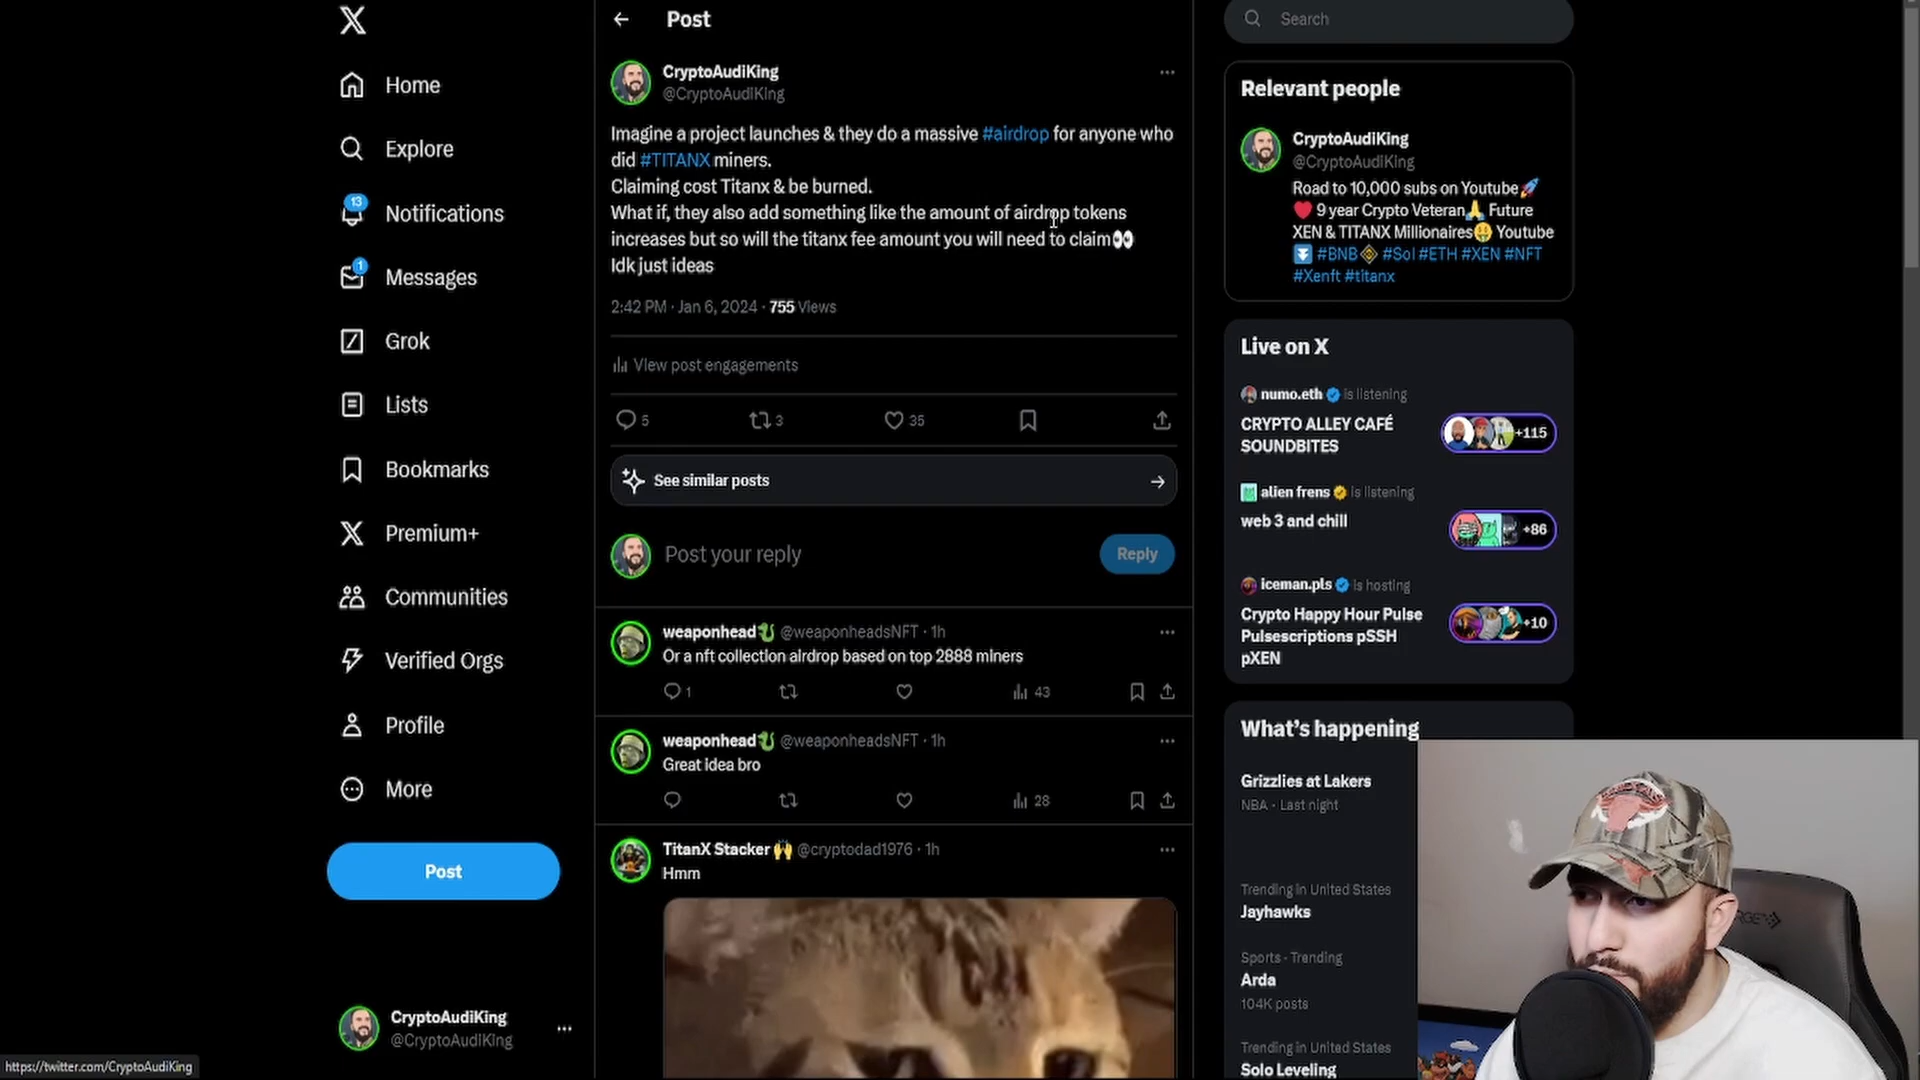 Home
Explore
13
Notifications
1
Messages
Grok
Lists
Bookmarks
Premium+
Communities
Verified Orgs
Profile
More
Post
CryptoAudiKing
@CryptoAudiKing
https://twitter.com/CryptoAudiKing
Post
CryptoAudiKing
@CryptoAudiKing
Imagine a project launches & they do a massive #airdrop for anyone who
did #TITANX miners.
Claiming cost Titanx & be burned.
What if, they also add something like the amount of airdrop tokens
increases but so will the titanx fee amount you will need to claim👀
Idk just ideas
2:42 PM · Jan 6, 2024 · 755 Views
View post engagements
5 3 35
See similar posts
Post your reply
Reply
weaponhead @weaponheadsNFT · 1h
Or a nft collection airdrop based on top 2888 miners
1 43
weaponhead @weaponheadsNFT · 1h
Great idea bro
28
TitanX Stacker 🙌 @cryptodad1976 · 1h
Hmm
Search
Relevant people
CryptoAudiKing
@CryptoAudiKing
Road to 10,000 subs on Youtube🚀
❤️ 9 year Crypto Veteran🙏 Future
XEN & TITANX Millionaires🤑 Youtube
⏬ #BNB #Sol #ETH #XEN #NFT
#Xenft #titanx
Live on X
numo.eth is listening
CRYPTO ALLEY CAFÉ
SOUNDBITES
+115
alien frens is listening
web 3 and chill
+86
iceman.pls is hosting
Crypto Happy Hour Pulse
Pulsescriptions pSSH
pXEN
+10
What's happening
Grizzlies at Lakers
NBA · Last night
Trending in United States
Jayhawks
Sports · Trending
Arda
104K posts
Trending in United States
Solo Leveling